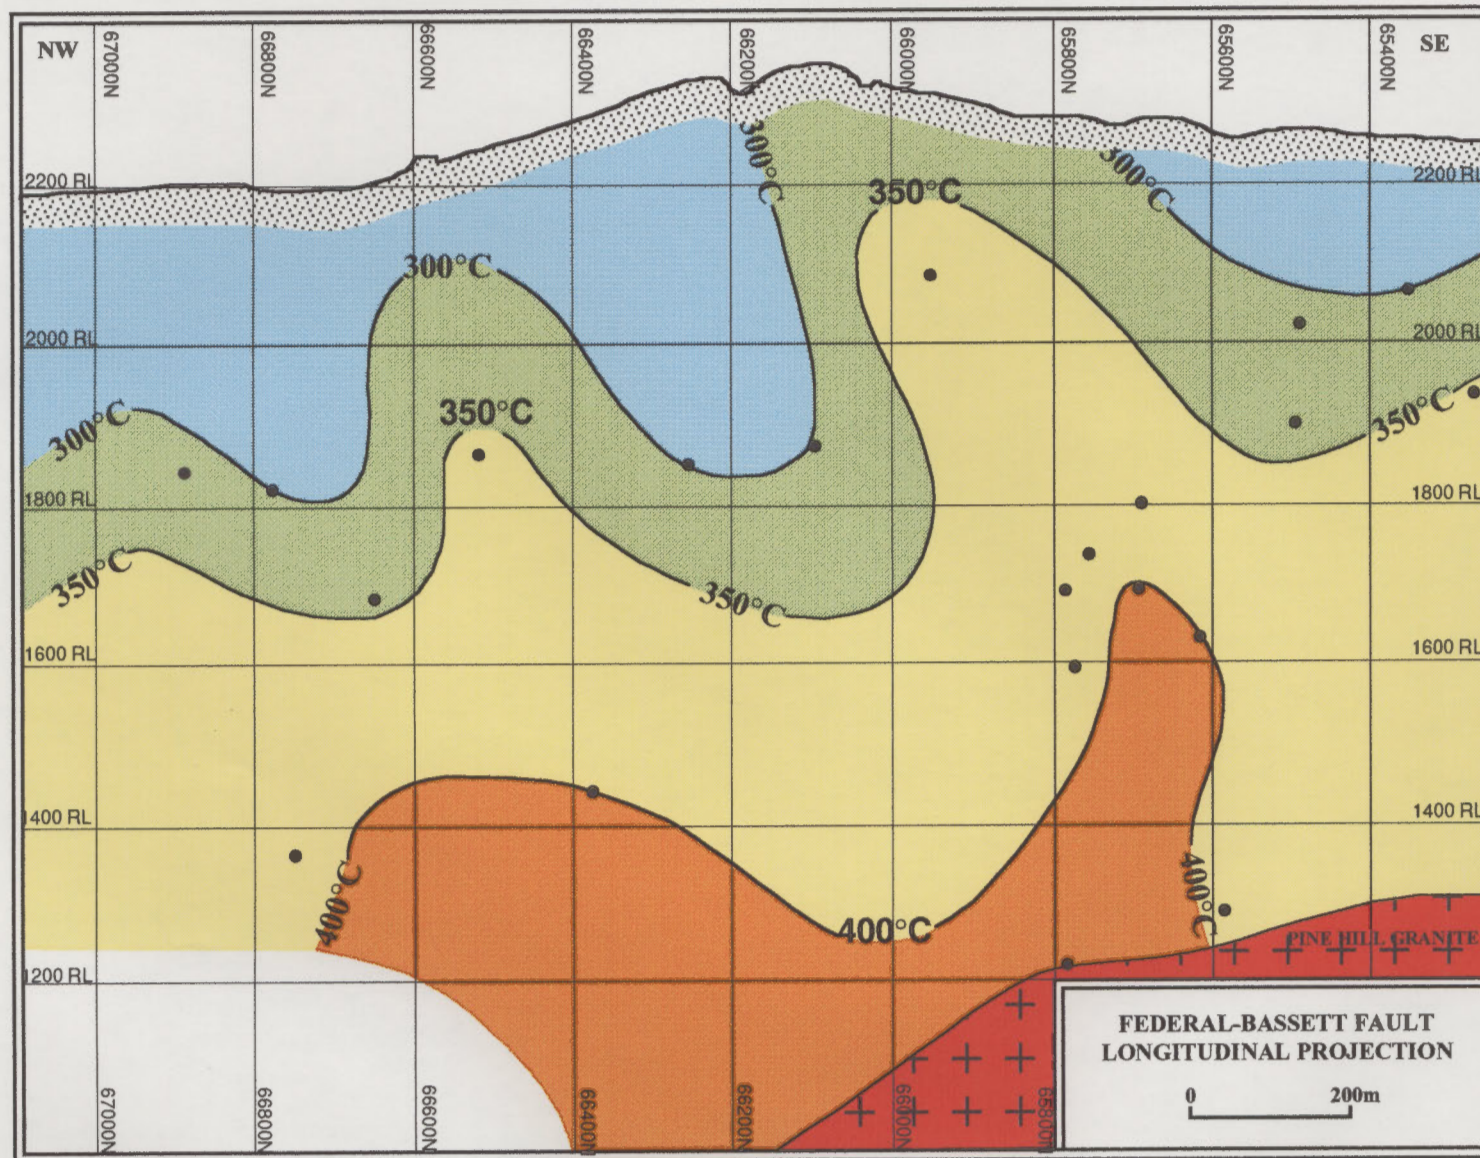 NW
67000N
66800N
66600N
66400N
66200N
66000N
65800N
65600N
65400N
SE
300°C
300°C
2200 RL
350°C
2200 RL
300°C
2000 RL
2000 RL
300°C
350°C
350°C
1800 RL
1800 RL
350°C
350°C
1600 RL
1600 RL
1400 RL
1400 RL
400°C
400°C
400°C
PINE HILL GRANITE
1200 RL
FEDERAL-BASSETT FAULT
LONGITUDINAL PROJECTION
0 200m
67000N
66800N
66600N
66400N
66200N
66000N
65800N